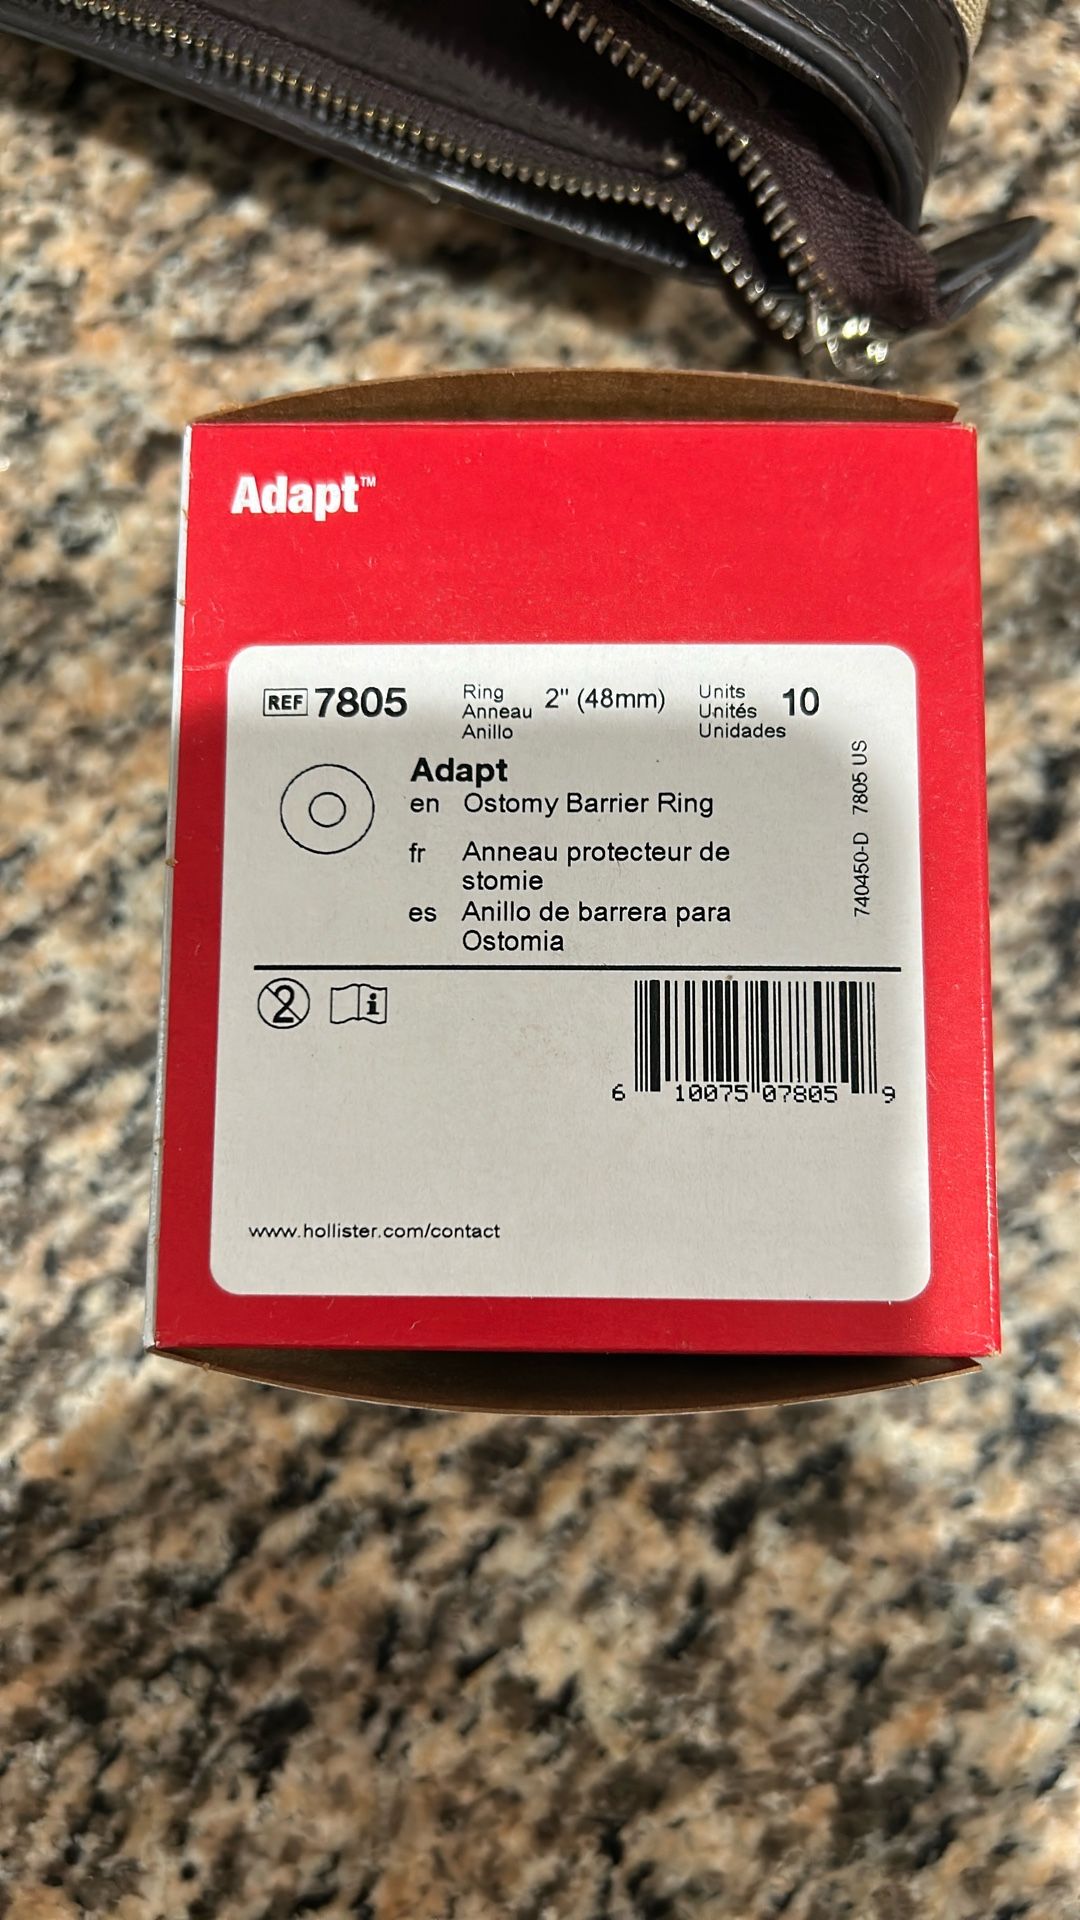 Adapt™
REF 7805
Ring
Anneau
Anillo
2" (48mm)
Units
Unités
Unidades
10
Adapt
en Ostomy Barrier Ring
fr Anneau protecteur de
stomie
es Anillo de barrera para
Ostomia
740450-D 7805 US
2
i
6 10075 07805 9
www.hollister.com/contact